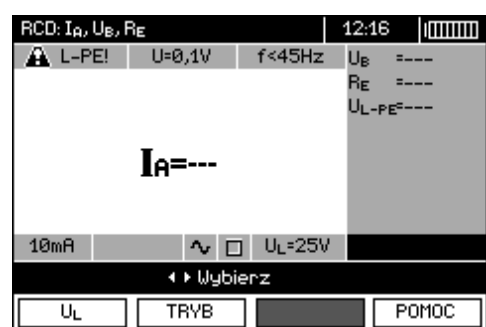 RCD: IA, UB, RE 12:16
L-PE! U=0,1V f<45Hz
UB =---
RE =---
UL-PE=---
IA=---
10mA UL=25V
Wybierz
UL TRYB POMOC